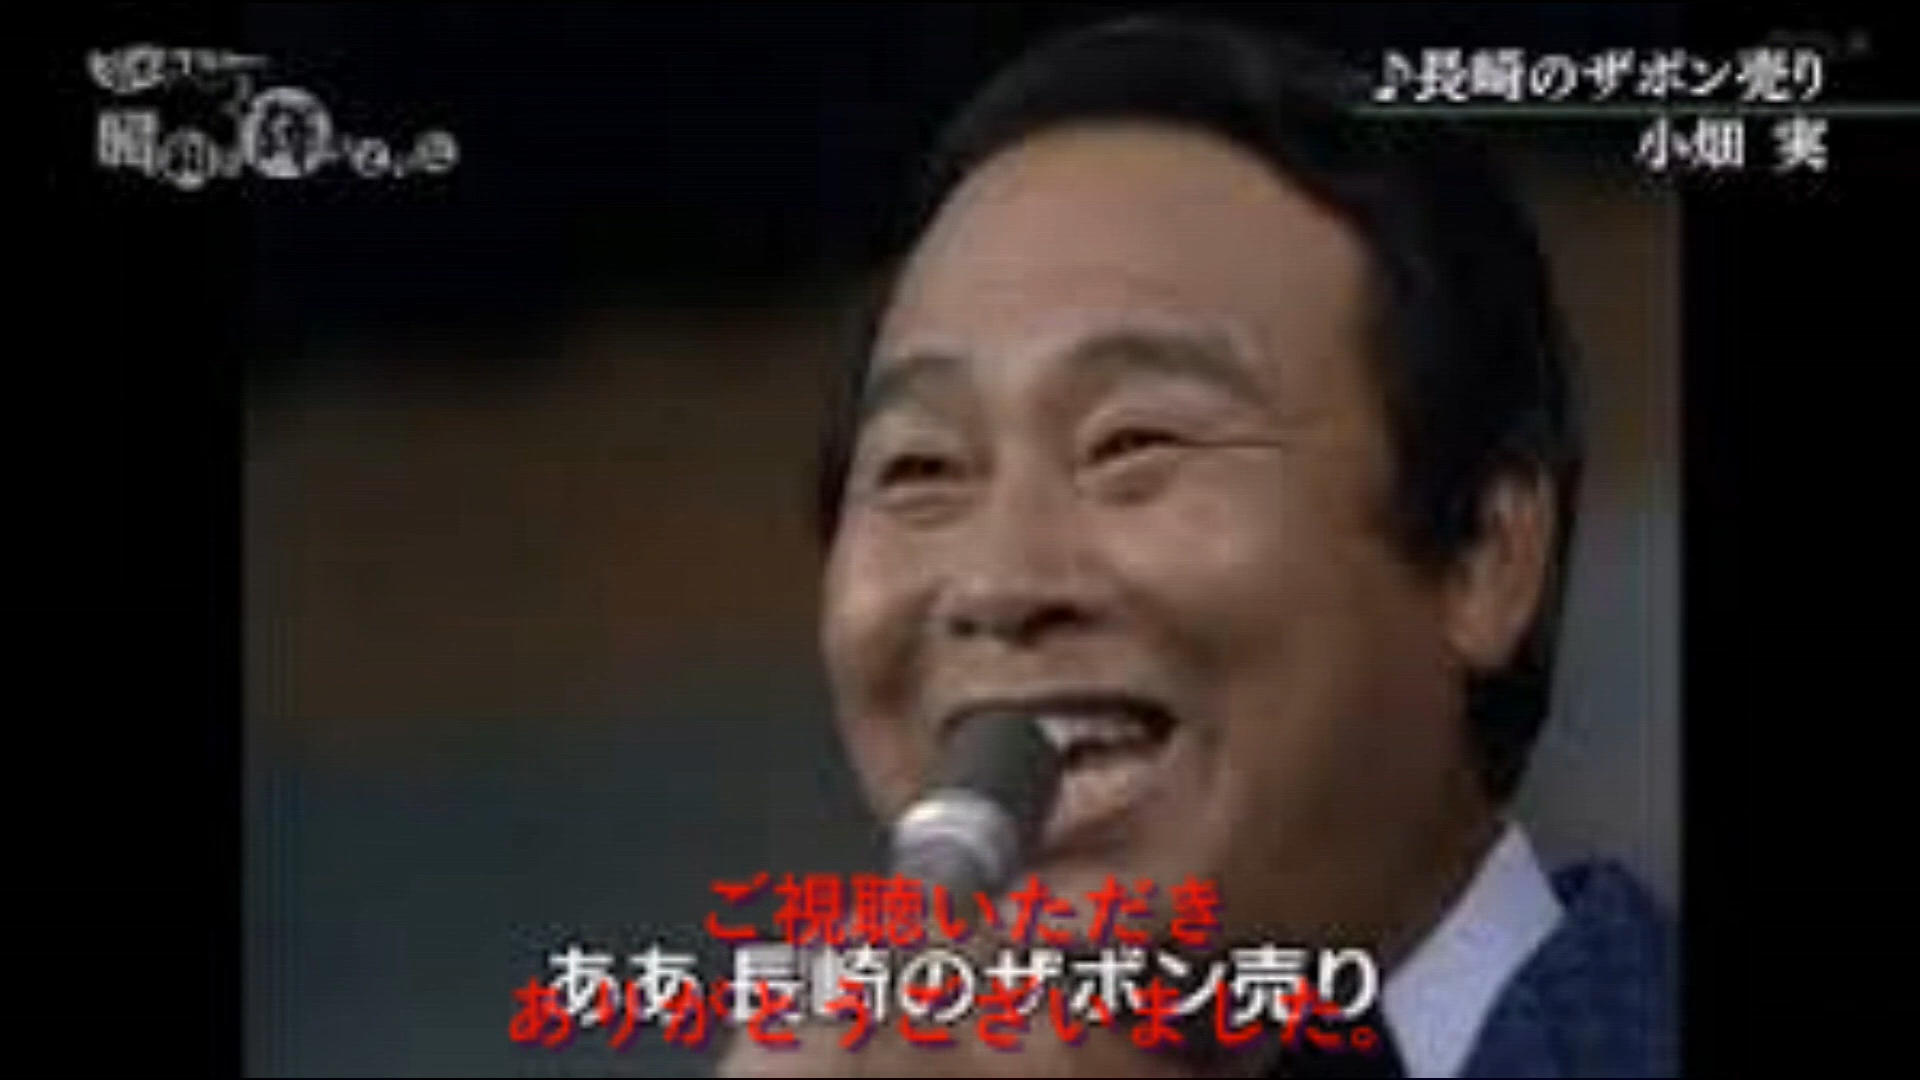 ♪長崎のザボン売り
小畑 実
ご視聴いただき
ああ 長崎のザボン売り
ありがとうございました。